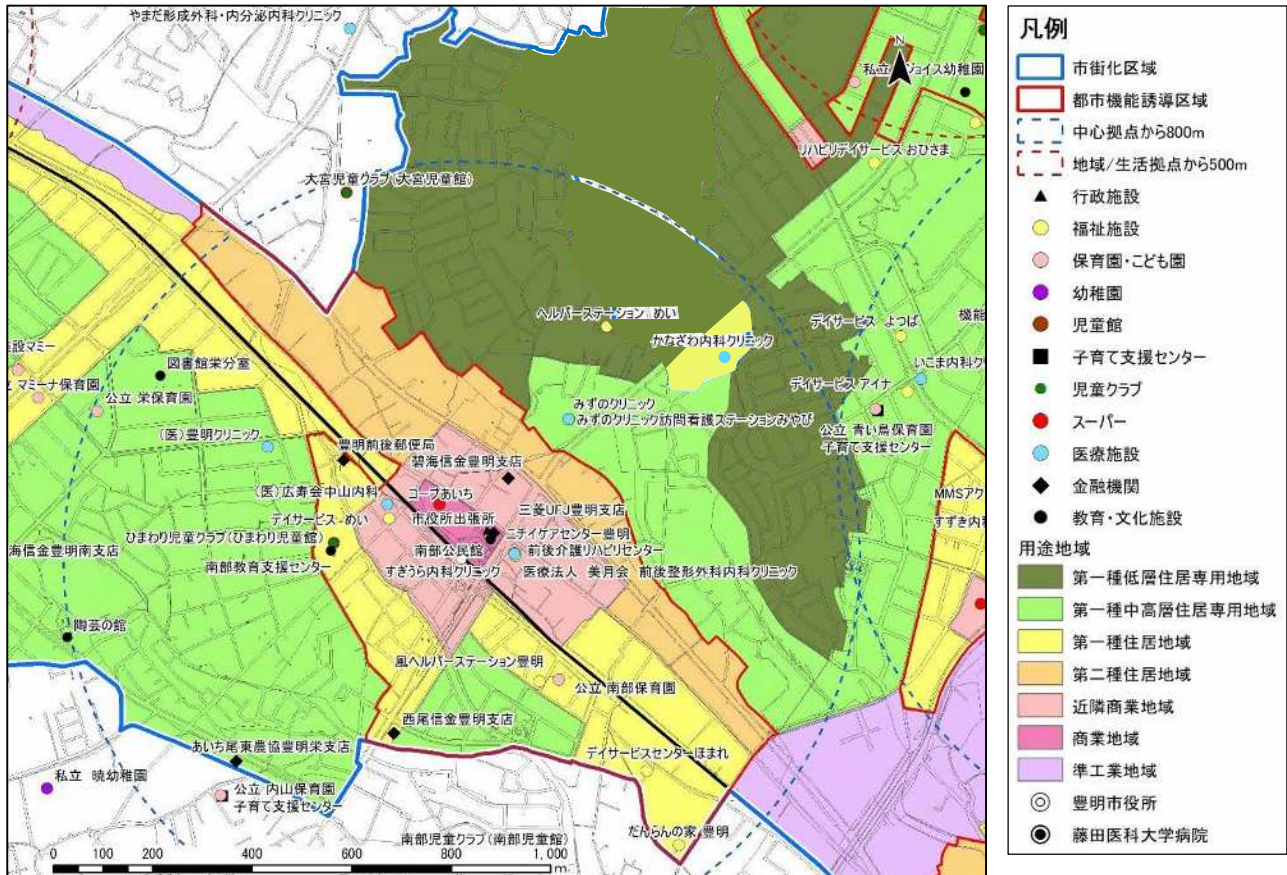 やまだ形成外科・内分泌内科クリニック
N
大宮児童クラブ(大宮児童館)
リハビリデイサービス おひさま
ヘルパーステーション めい
かなざわ内科クリニック
デイサービス よつば
機能
いこま内科ク
デイサービス アイナ
公立 青い鳥保育園
子育て支援センター
みずのクリニック
みずのクリニック訪問看護ステーションみやび
施設マミー
マミーナ保育園
図書館栄分室
公立 栄保育園
(医)豊明クリニック
豊明前後郵便局
碧海信金豊明支店
(医)広寿会中山内科
コープあいち
デイサービス めい
市役所出張所
三菱UFJ豊明支店
ニチイケアセンター豊明
ひまわり児童クラブ(ひまわり児童館)
南部公民館
前後介護リハビリセンター
海信金豊明南支店
南部教育支援センター
すぎうら内科クリニック
医療法人 美月会 前後整形外科内科クリニック
MMSアク
すずき内科
陶芸の館
風ヘルパーステーション豊明
公立 南部保育園
西尾信金豊明支店
デイサービスセンターほまれ
あいち尾東農協豊明栄支店
私立 暁幼稚園
公立 内山保育園
子育て支援センター
南部児童クラブ(南部児童館)
だんらんの家 豊明
0 100 200 400 600 800 1,000
m
凡例
市街化区域
都市機能誘導区域
中心拠点から800m
地域/生活拠点から500m
行政施設
福祉施設
保育園・こども園
幼稚園
児童館
子育て支援センター
児童クラブ
スーパー
医療施設
金融機関
教育・文化施設
用途地域
第一種低層住居専用地域
第一種中高層住居専用地域
第一種住居地域
第二種住居地域
近隣商業地域
商業地域
準工業地域
豊明市役所
藤田医科大学病院